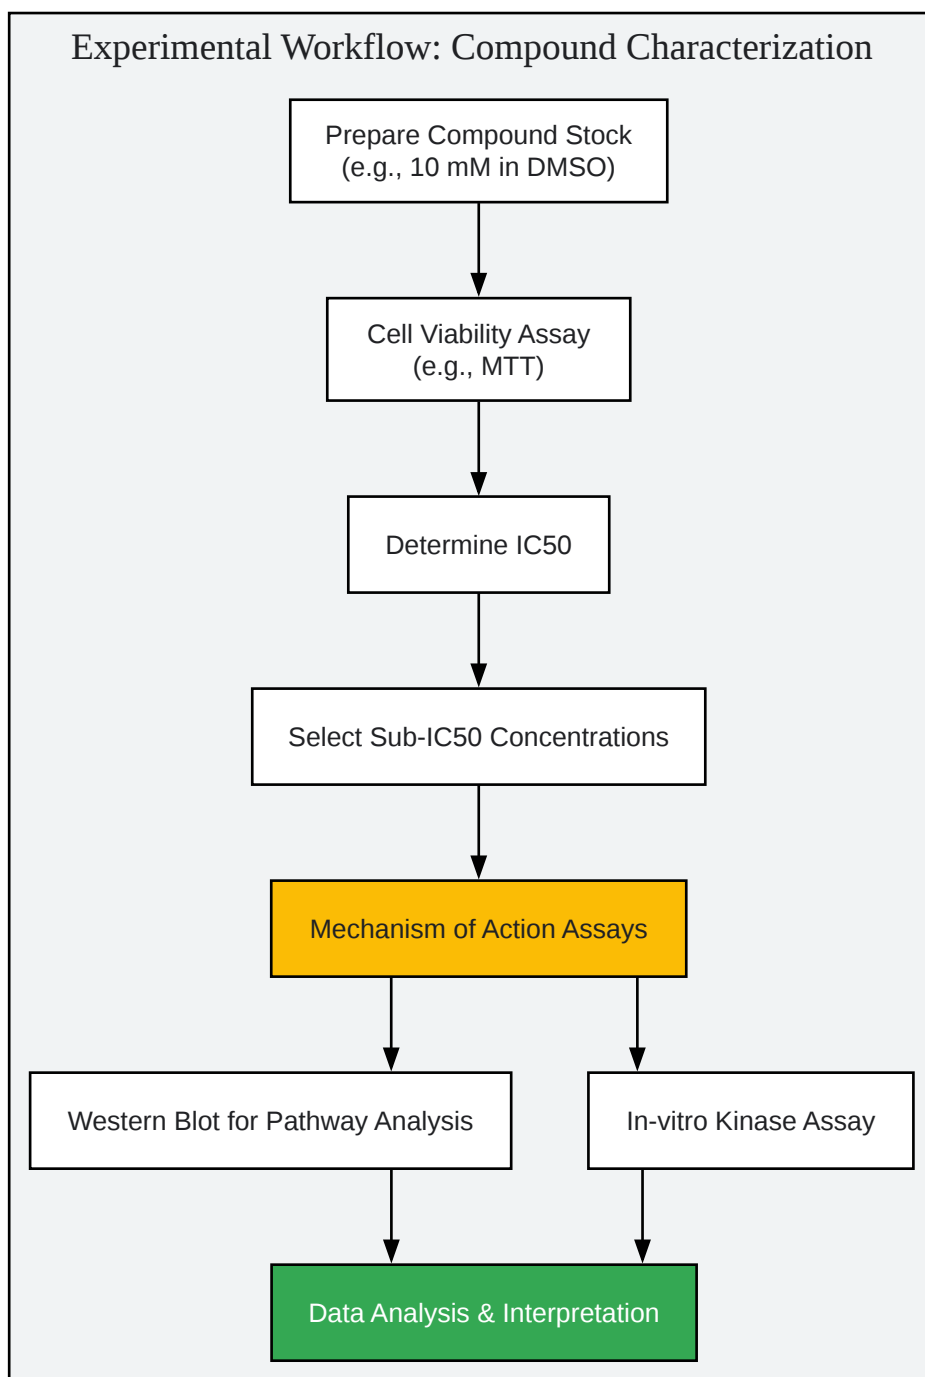 Experimental Workflow: Compound Characterization
Prepare Compound Stock
(e.g., 10 mM in DMSO)
Cell Viability Assay
(e.g., MTT)
Determine IC50
Select Sub-IC50 Concentrations
Mechanism of Action Assays
Western Blot for Pathway Analysis
In-vitro Kinase Assay
Data Analysis & Interpretation